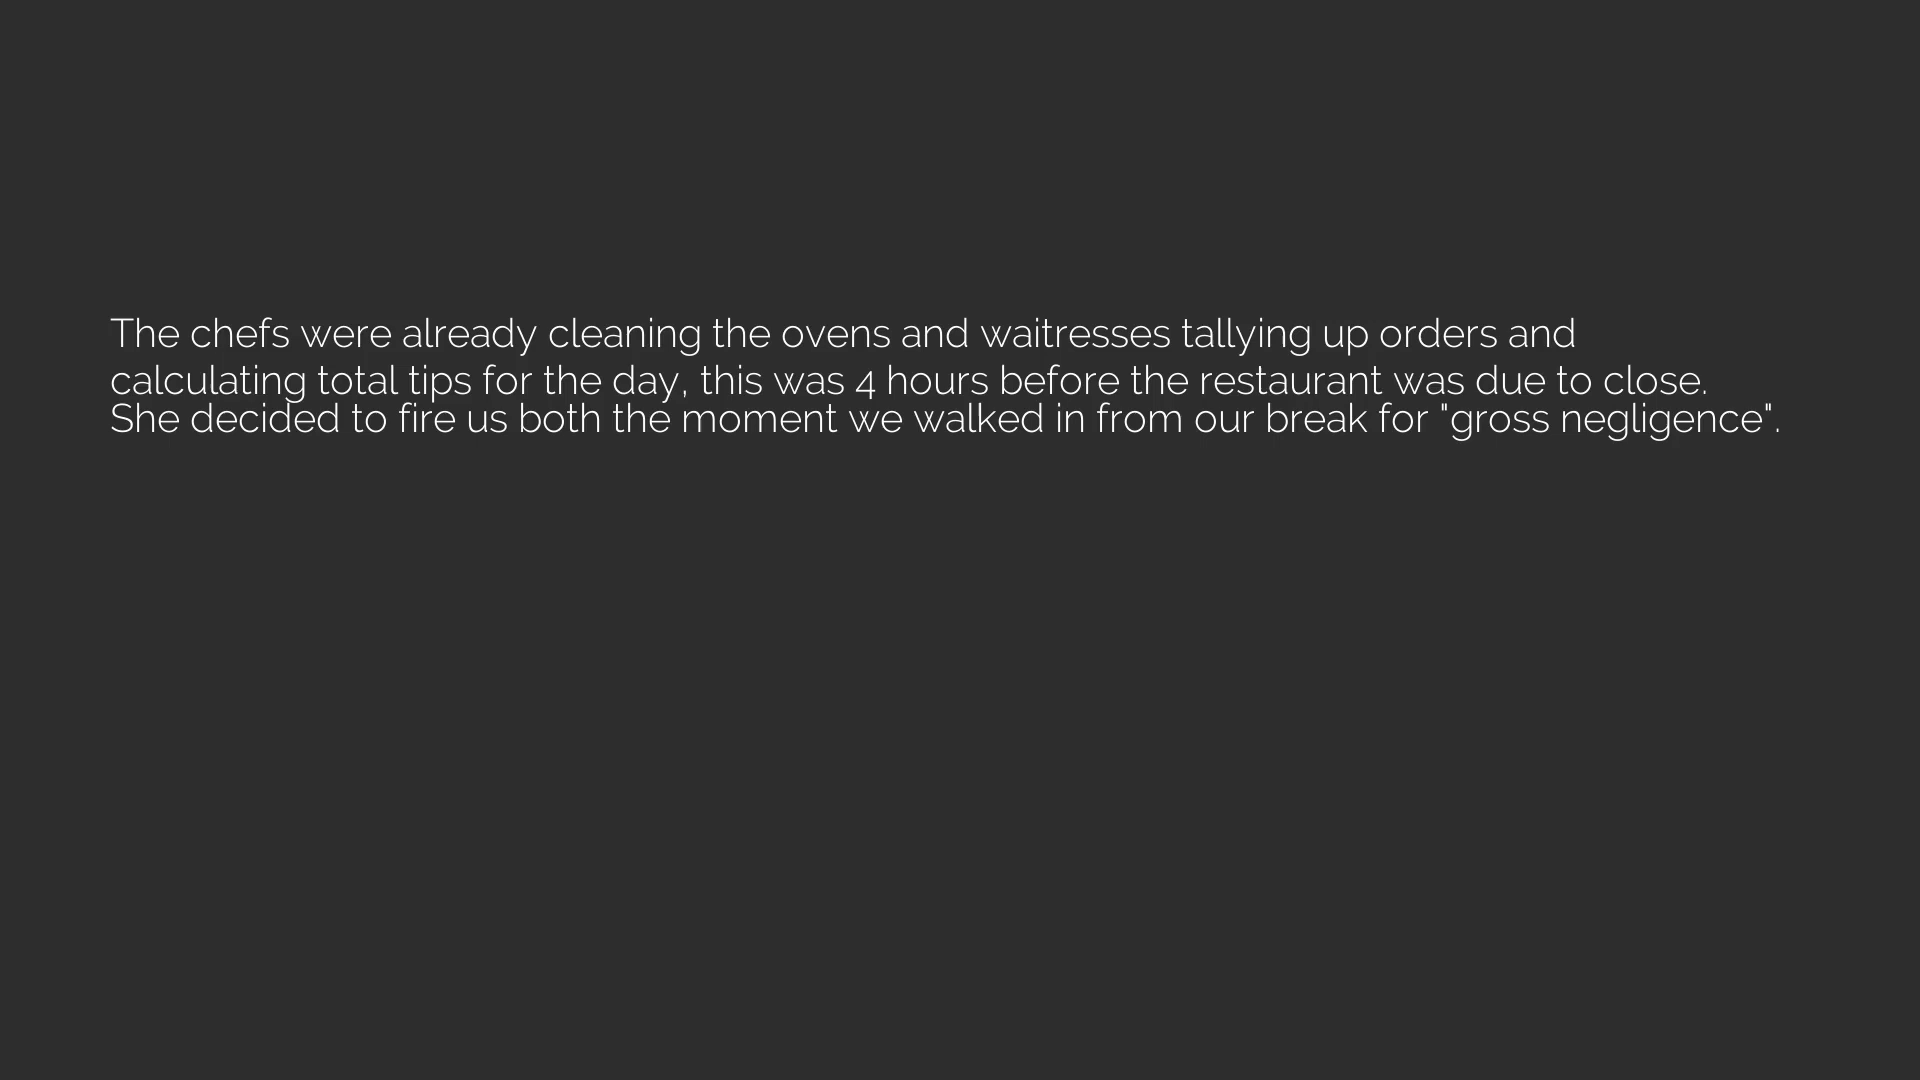 The chefs were already cleaning the ovens and waitresses tallying up orders and
calculating total tips for the day, this was 4 hours before the restaurant was due to close.
She decided to fire us both the moment we walked in from our break for "gross negligence".